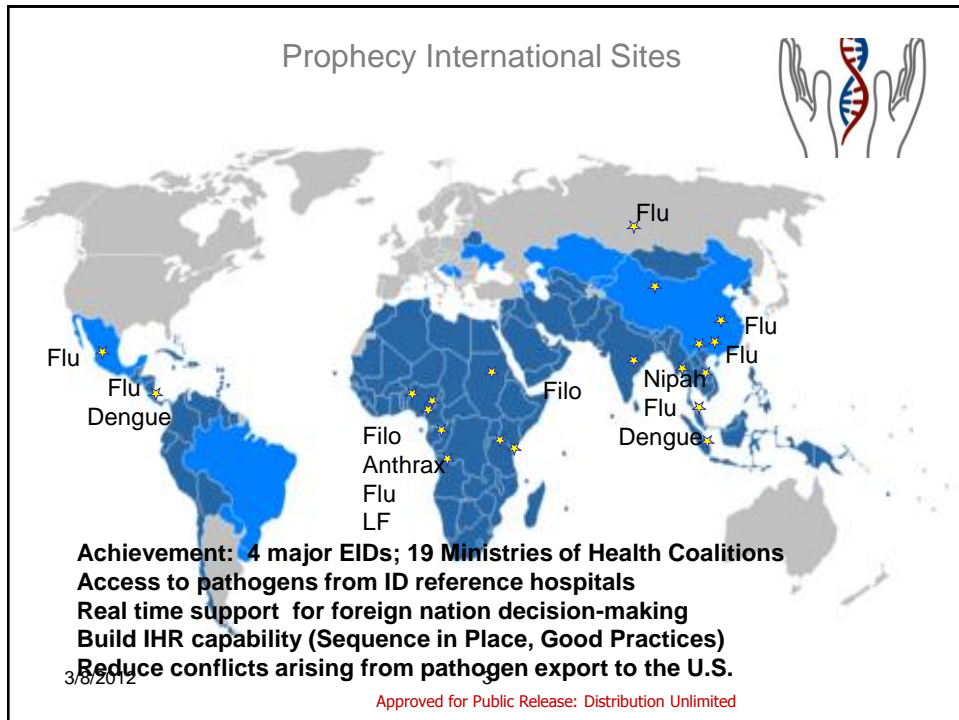 Prophecy International Sites
Flu
Flu
Flu
Dengue
Filo
Anthrax
Flu
LF
Filo
Flu
Flu
Nipah
Flu
Dengue
Achievement: 4 major EIDs; 19 Ministries of Health Coalitions
Access to pathogens from ID reference hospitals
Real time support for foreign nation decision-making
Build IHR capability (Sequence in Place, Good Practices)
Reduce conflicts arising from pathogen export to the U.S.
3/8/2012
3
Approved for Public Release: Distribution Unlimited